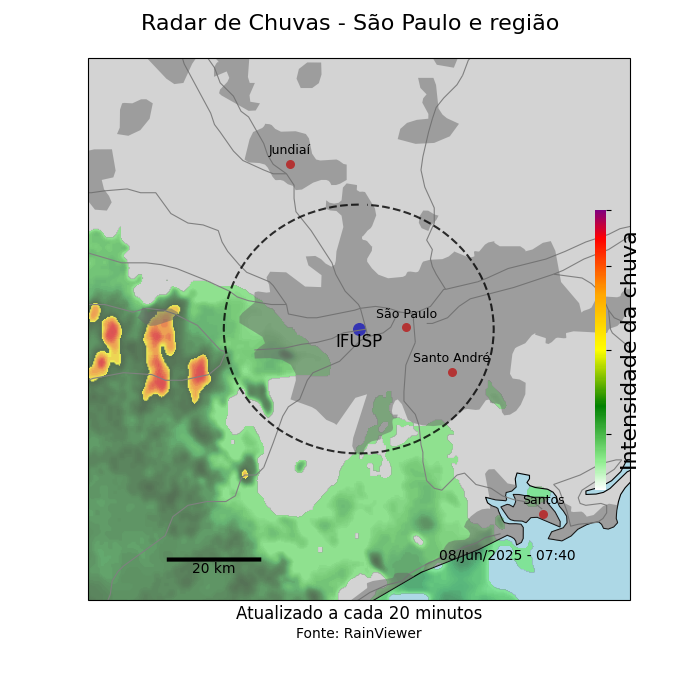 Radar de Chuvas - São Paulo e região
Jundiaí
São Paulo
IFUSP
Santo André
Intensidade da chuva
Santos
08/Jun/2025 - 07:40
20 km
Atualizado a cada 20 minutos
Fonte: RainViewer